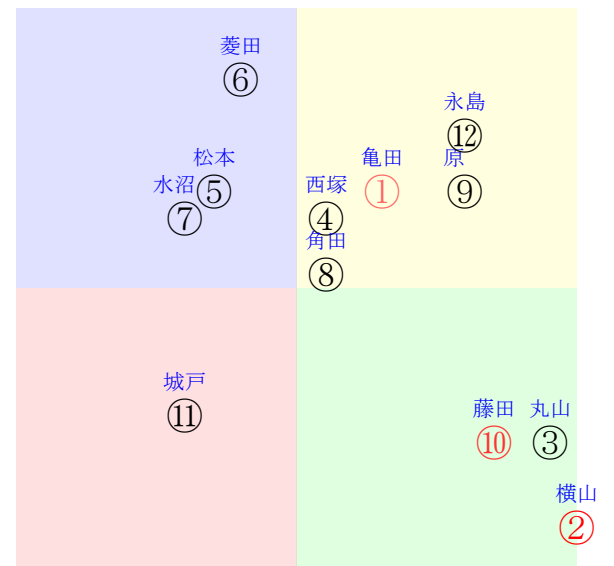 菱田
⑥
永島
⑫
松本
⑤
亀田
①
原
⑨
水沼
⑦
西塚
④
角田
⑧
城戸
⑪
藤田
⑩
丸山
③
横山
②